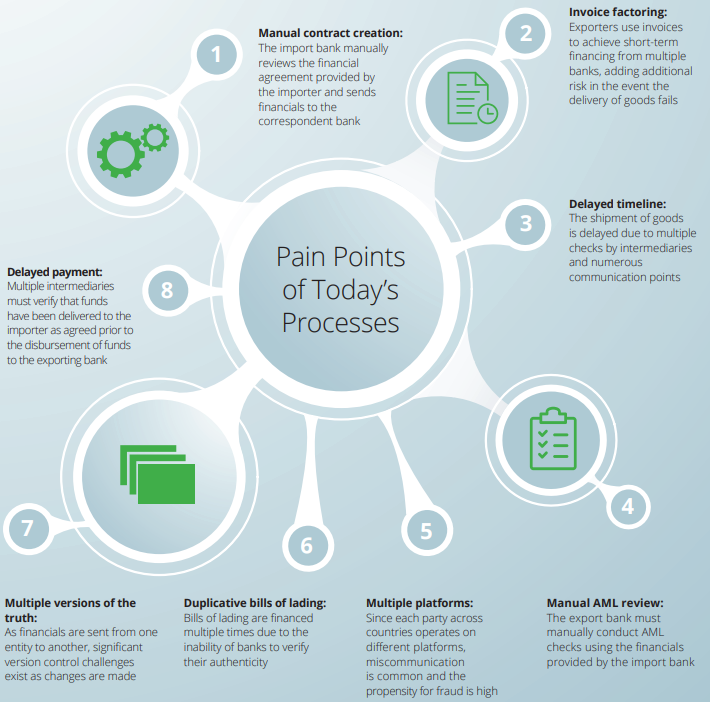 1
Manual contract creation:
The import bank manually
reviews the financial
agreement provided by
the importer and sends
financials to the
correspondent bank
2
Invoice factoring:
Exporters use invoices
to achieve short-term
financing from multiple
banks, adding additional
risk in the event the
delivery of goods fails
3
Delayed timeline:
The shipment of goods
is delayed due to multiple
checks by intermediaries
and numerous
communication points
Pain Points
of Today's
Processes
8
Delayed payment:
Multiple intermediaries
must verify that funds
have been delivered to the
importer as agreed prior to
the disbursement of funds
to the exporting bank
7
6
5
4
Multiple versions of the
truth:
As financials are sent from one
entity to another, significant
version control challenges
exist as changes are made
Duplicative bills of lading:
Bills of lading are financed
multiple times due to the
inability of banks to verify
their authenticity
Multiple platforms:
Since each party across
countries operates on
different platforms,
miscommunication
is common and the
propensity for fraud is high
Manual AML review:
The export bank must
manually conduct AML
checks using the financials
provided by the import bank